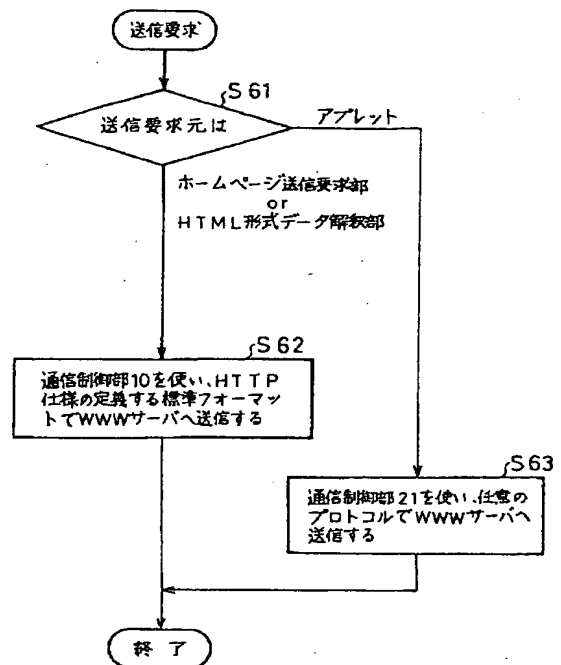 送信要求
S61
送信要求元は
アプレット
ホームページ送信要求部
or
HTML形式データ解釈部
S62
通信制御部10を使い、HTTP
仕様の定義する標準フォーマッ
トでWWWサーバへ送信する
S63
通信制御部21を使い、任意の
プロトコルでWWWサーバへ
送信する
終了